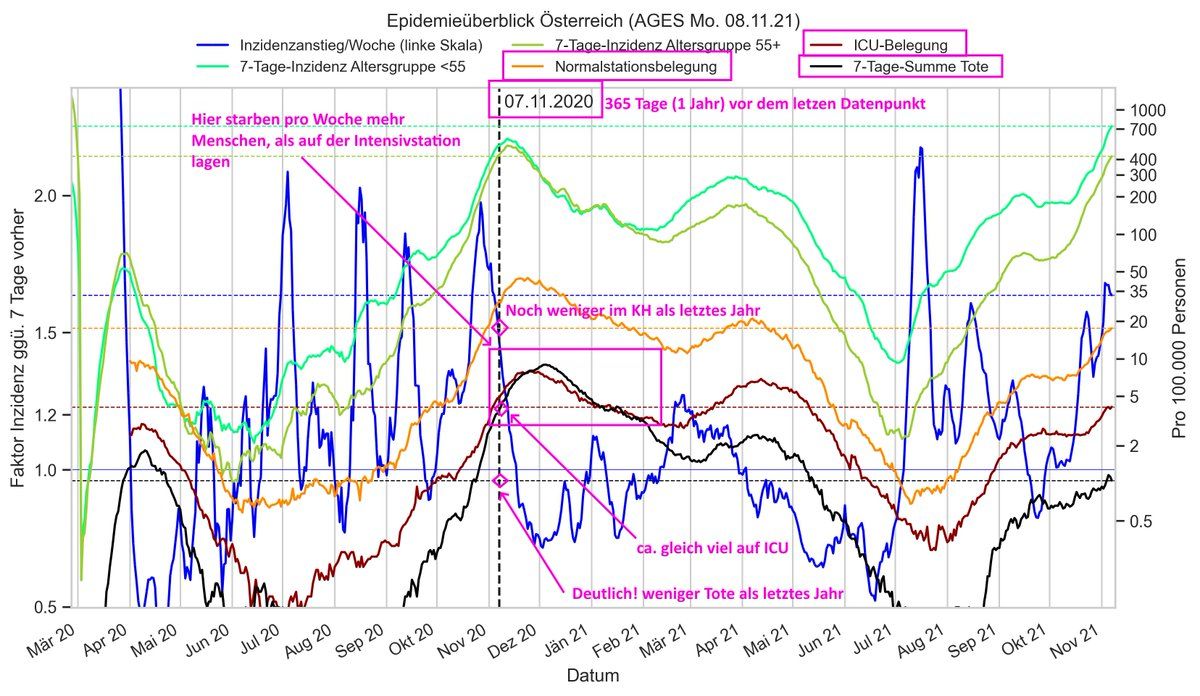 Epidemieüberblick Österreich (AGES Mo. 08.11.21)
Inzidenzanstieg/Woche (linke Skala)
7-Tage-Inzidenz Altersgruppe <55
7-Tage-Inzidenz Altersgruppe 55+
Normalstationsbelegung
ICU-Belegung
7-Tage-Summe Tote
07.11.2020
365 Tage (1 Jahr) vor dem letzen Datenpunkt
Hier starben pro Woche mehr
Menschen, als auf der Intensivstation
lagen
Noch weniger im KH als letztes Jahr
ca. gleich viel auf ICU
Deutlich! weniger Tote als letztes Jahr
Faktor Inzidenz ggü. 7 Tage vorher
2.0
1.5
1.2
1.0
0.5
1000
700
400
300
200
100
50
35
20
10
5
2
1
0.5
Pro 100.000 Personen
Mär 20
Apr 20
Mai 20
Jun 20
Jul 20
Aug 20
Sep 20
Okt 20
Nov 20
Dez 20
Jän 21
Feb 21
Mär 21
Apr 21
Mai 21
Jun 21
Jul 21
Aug 21
Sep 21
Okt 21
Nov 21
Datum